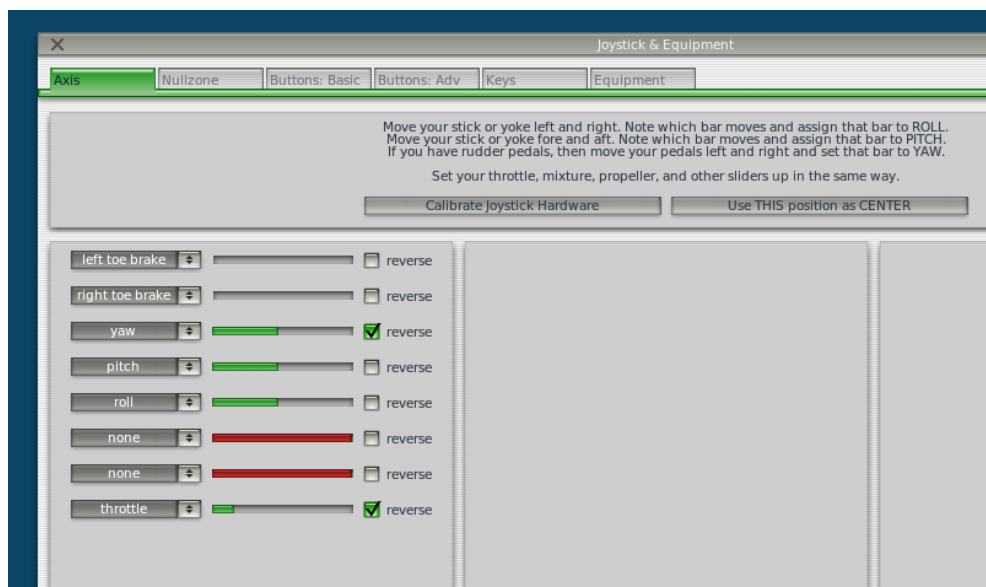 Joystick & Equipment
Axis Nullzone Buttons: Basic Buttons: Adv Keys Equipment
Move your stick or yoke left and right. Note which bar moves and assign that bar to ROLL.
Move your stick or yoke fore and aft. Note which bar moves and assign that bar to PITCH.
If you have rudder pedals, then move your pedals left and right and set that bar to YAW.
Set your throttle, mixture, propeller, and other sliders up in the same way.
Calibrate Joystick Hardware Use THIS position as CENTER
left toe brake reverse
right toe brake reverse
yaw reverse
pitch reverse
roll reverse
none reverse
none reverse
throttle reverse